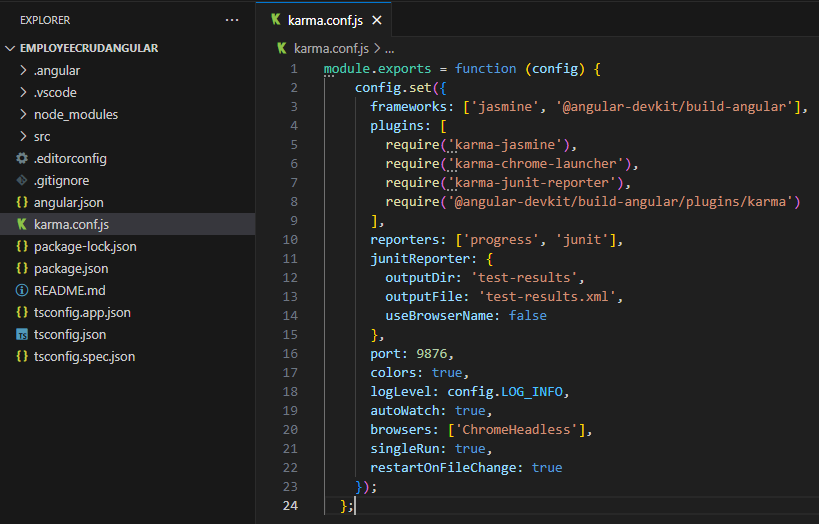 EXPLORER
...
EMPLOYEECRUDANGULAR
.angular
.vscode
node_modules
src
.editorconfig
.gitignore
angular.json
karma.conf.js
package-lock.json
package.json
README.md
tsconfig.app.json
TS tsconfig.json
tsconfig.spec.json
karma.conf.js
karma.conf.js > ...
1 module.exports = function (config) {
2     config.set({
3       frameworks: ['jasmine', '@angular-devkit/build-angular'],
4       plugins: [
5         require('karma-jasmine'),
6         require('karma-chrome-launcher'),
7         require('karma-junit-reporter'),
8         require('@angular-devkit/build-angular/plugins/karma')
9       ],
10       reporters: ['progress', 'junit'],
11       junitReporter: {
12         outputDir: 'test-results',
13         outputFile: 'test-results.xml',
14         useBrowserName: false
15       },
16       port: 9876,
17       colors: true,
18       logLevel: config.LOG_INFO,
19       autoWatch: true,
20       browsers: ['ChromeHeadless'],
21       singleRun: true,
22       restartOnFileChange: true
23     });
24   };